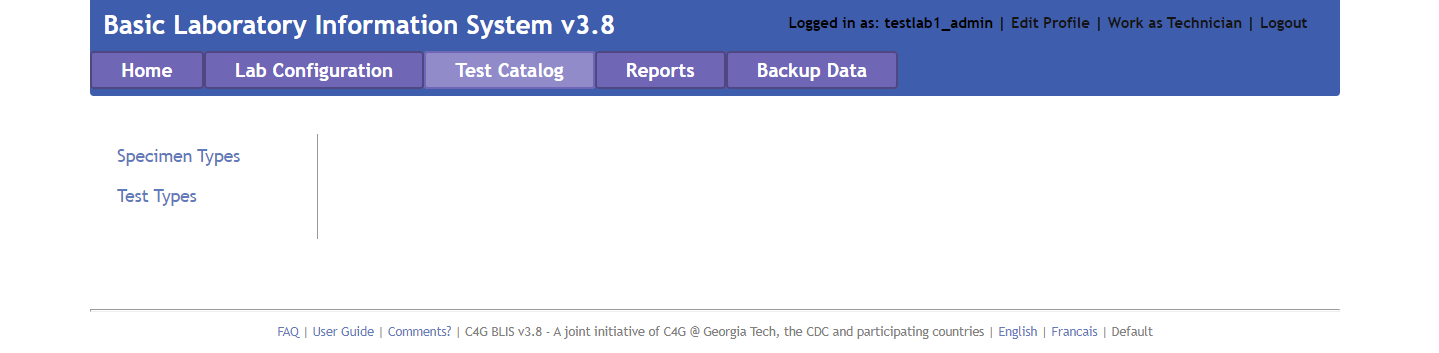 Basic Laboratory Information System v3.8
Logged in as: testlab1_admin | Edit Profile | Work as Technician | Logout
Home Lab Configuration Test Catalog Reports Backup Data
Specimen Types
Test Types
FAQ | User Guide | Comments? | C4G BLIS v3.8 - A joint initiative of C4G @ Georgia Tech, the CDC and participating countries | English | Francais | Default